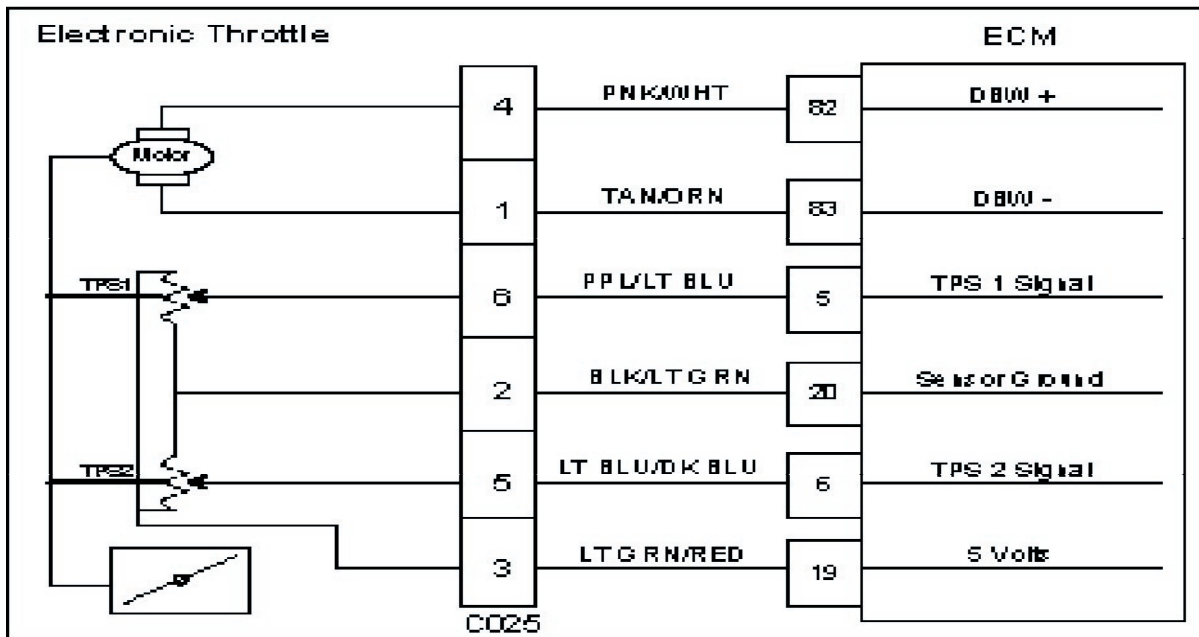 Electronic Throttle
ECM
4
PNK/WHT
82
DBW +
Motor
1
TAN/ORN
83
DBW -
TPS1
6
PPL/LT BLU
5
TPS 1 Signal
2
BLK/LT GRN
20
Sensor Ground
TPS2
5
LT BLU/DK BLU
6
TPS 2 Signal
3
LT GRN/RED
19
5 Volts
C025